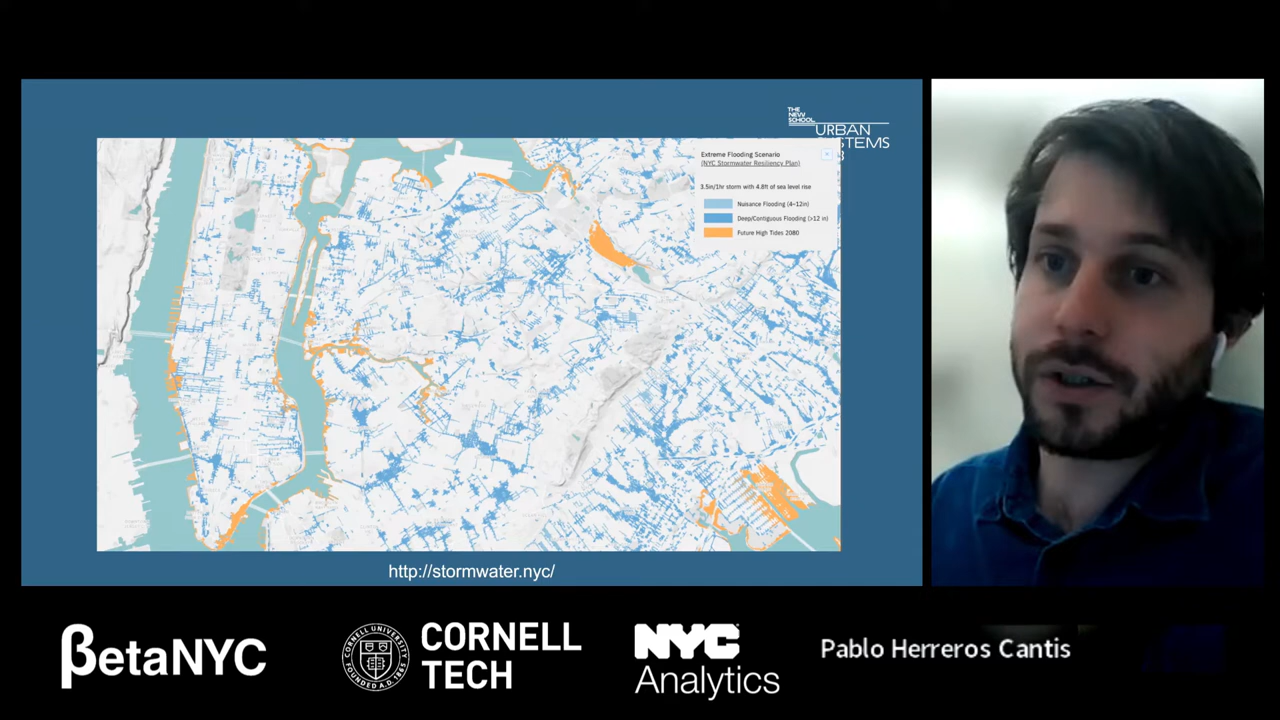 THE
NEW
SCHOOL
URBAN
STEMS
Extreme Flooding Scenario
(NYC Stormwater Resiliency Plan)
3.5in/1hr storm with 4.8ft of sea level rise
Nuisance Flooding (4-12in)
Deep/Contiguous Flooding (>12 in)
Future High Tides 2080
http://stormwater.nyc/
βetaNYC
CORNELL
TECH
NYC
Analytics
Pablo Herreros Cantis